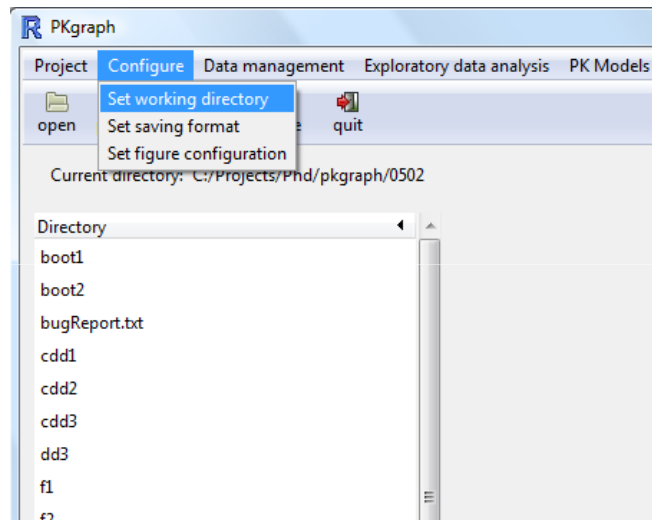 PKgraph
Project Configure Data management Exploratory data analysis PK Models
Set working directory
open Set saving format quit
Set figure configuration
Current directory: C:/Projects/Phd/pkgraph/0502
Directory
boot1
boot2
bugReport.txt
cdd1
cdd2
cdd3
dd3
f1
f2